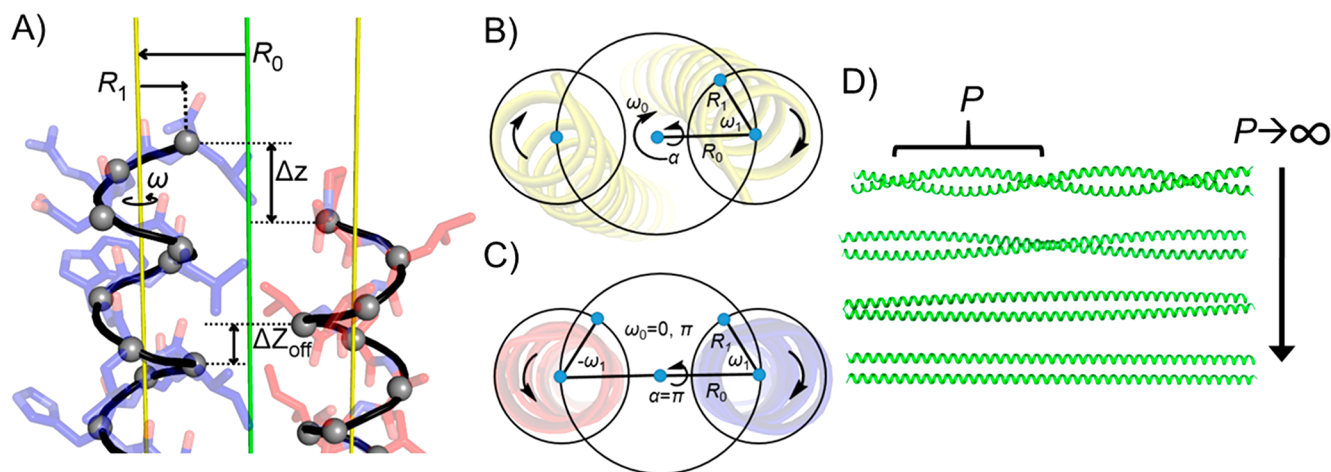 A)
R₀
R₁
ω
Δz
ΔZoff
B)
ω₀
α
R₁
ω₁
R₀
C)
ω₀=0, π
-ω₁
R₁
ω₁
α=π
R₀
D)
P
P→∞